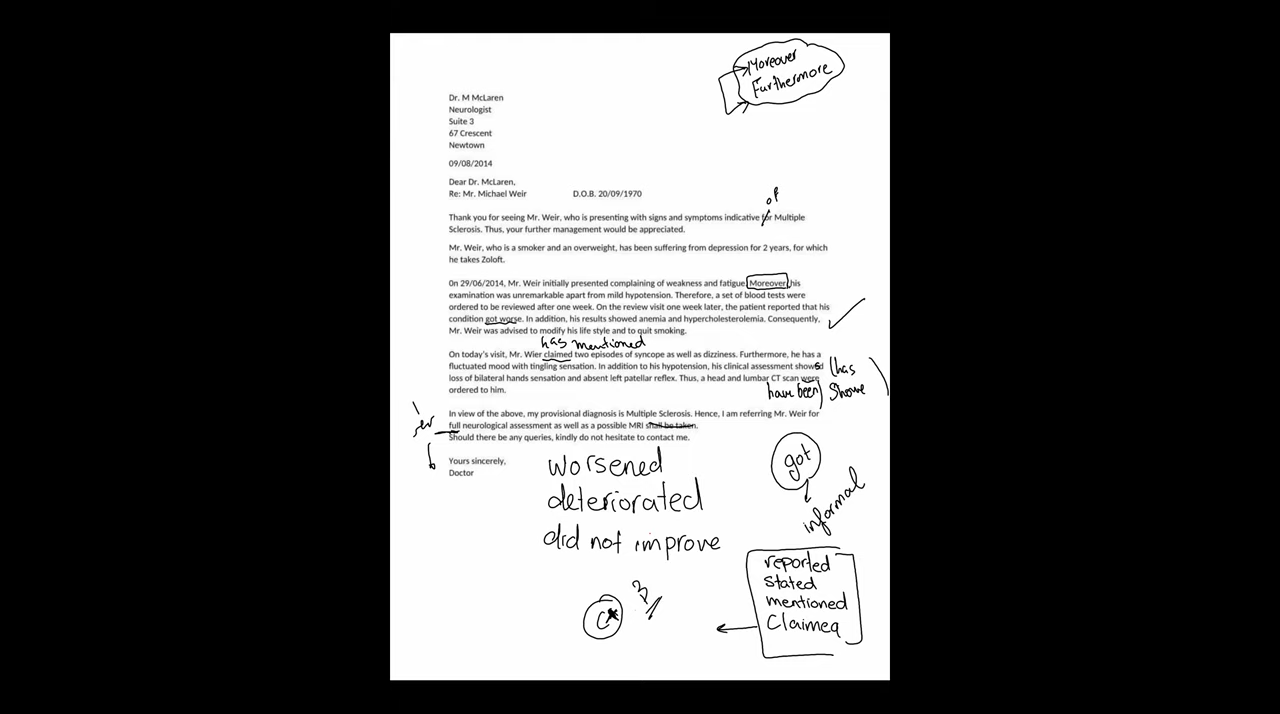 Moreover
Furthermore
Dr. M McLaren
Neurologist
Suite 3
67 Crescent
Newtown
09/08/2014
Dear Dr. McLaren,
Re: Mr. Michael Weir D.O.B. 20/09/1970
of
Thank you for seeing Mr. Weir, who is presenting with signs and symptoms indicative for Multiple
Sclerosis. Thus, your further management would be appreciated.
Mr. Weir, who is a smoker and an overweight, has been suffering from depression for 2 years, for which
he takes Zoloft.
On 29/06/2014, Mr. Weir initially presented complaining of weakness and fatigue. Moreover, his
examination was unremarkable apart from mild hypotension. Therefore, a set of blood tests were
ordered to be reviewed after one week. On the review visit one week later, the patient reported that his
condition got worse. In addition, his results showed anemia and hypercholesterolemia. Consequently,
Mr. Weir was advised to modify his life style and to quit smoking.
has mentioned
On today's visit, Mr. Wier claimed two episodes of syncope as well as dizziness. Furthermore, he has a
fluctuated mood with tingling sensation. In addition to his hypotension, his clinical assessment shows (has
loss of bilateral hands sensation and absent left patellar reflex. Thus, a head and lumbar CT scan were
have been showe
ordered to him.
In view of the above, my provisional diagnosis is Multiple Sclerosis. Hence, I am referring Mr. Weir for
full neurological assessment as well as a possible MRI shall be taken.
Should there be any queries, kindly do not hesitate to contact me.
Yours sincerely,
Doctor
worsened
deteriorated
did not improve
got
informal
reported
stated
mentioned
Claimed